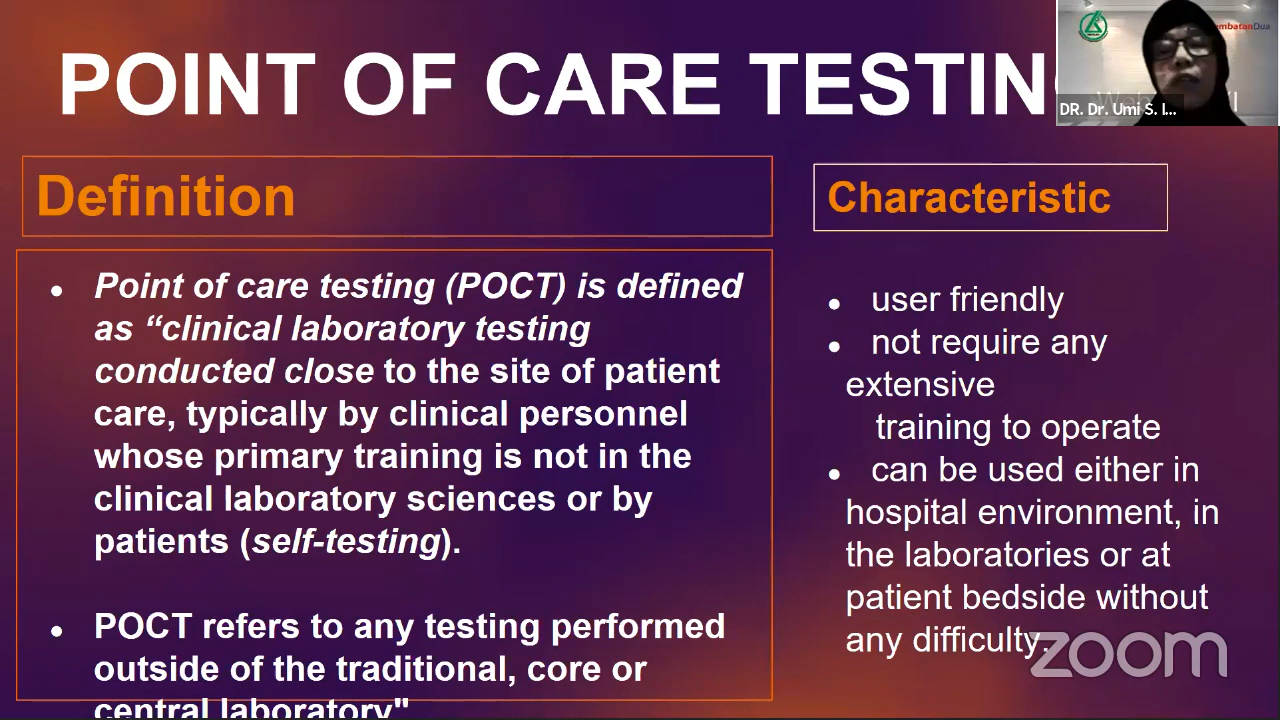 POINT OF CARE TESTIN
DR. Dr. Umi S. I...
Definition
• Point of care testing (POCT) is defined
as “clinical laboratory testing
conducted close to the site of patient
care, typically by clinical personnel
whose primary training is not in the
clinical laboratory sciences or by
patients (self-testing).
• POCT refers to any testing performed
outside of the traditional, core or
central laboratory"
Characteristic
• user friendly
• not require any
extensive
training to operate
• can be used either in
hospital environment, in
the laboratories or at
patient bedside without
any difficulty.
zoom